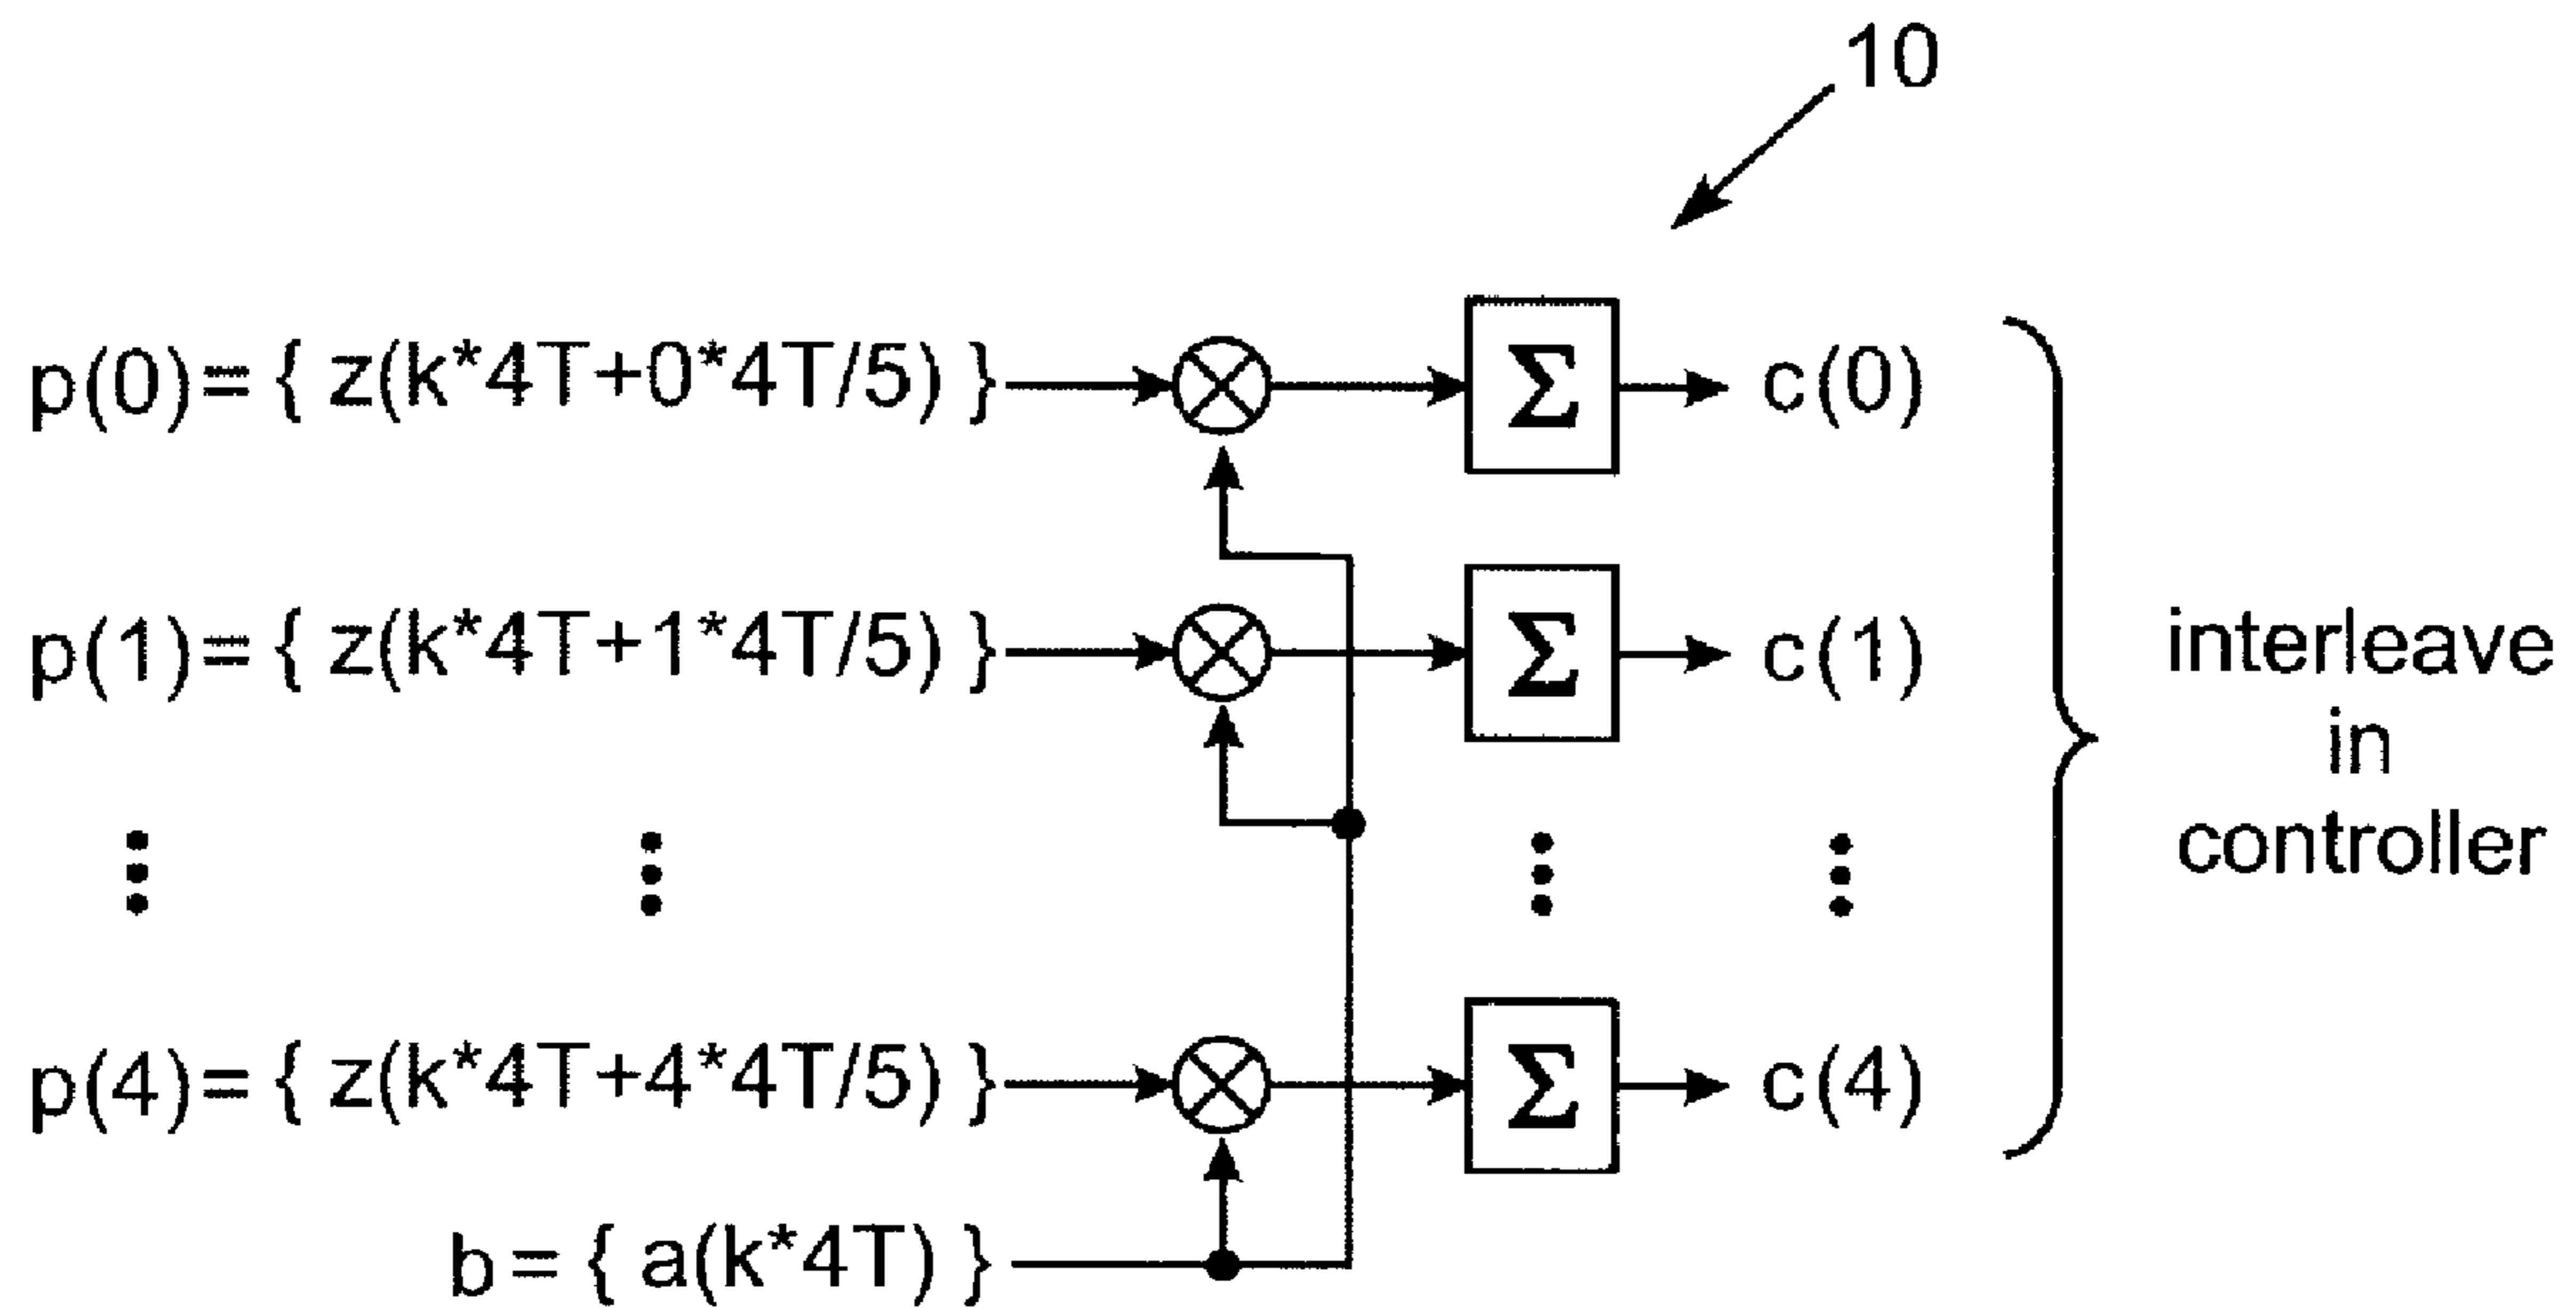 10
p(0)= { z(k*4T+0*4T/5) } Σ c(0)
p(1)= { z(k*4T+1*4T/5) } Σ c(1)
interleave
in
controller
p(4)= { z(k*4T+4*4T/5) } Σ c(4)
b= { a(k*4T) }